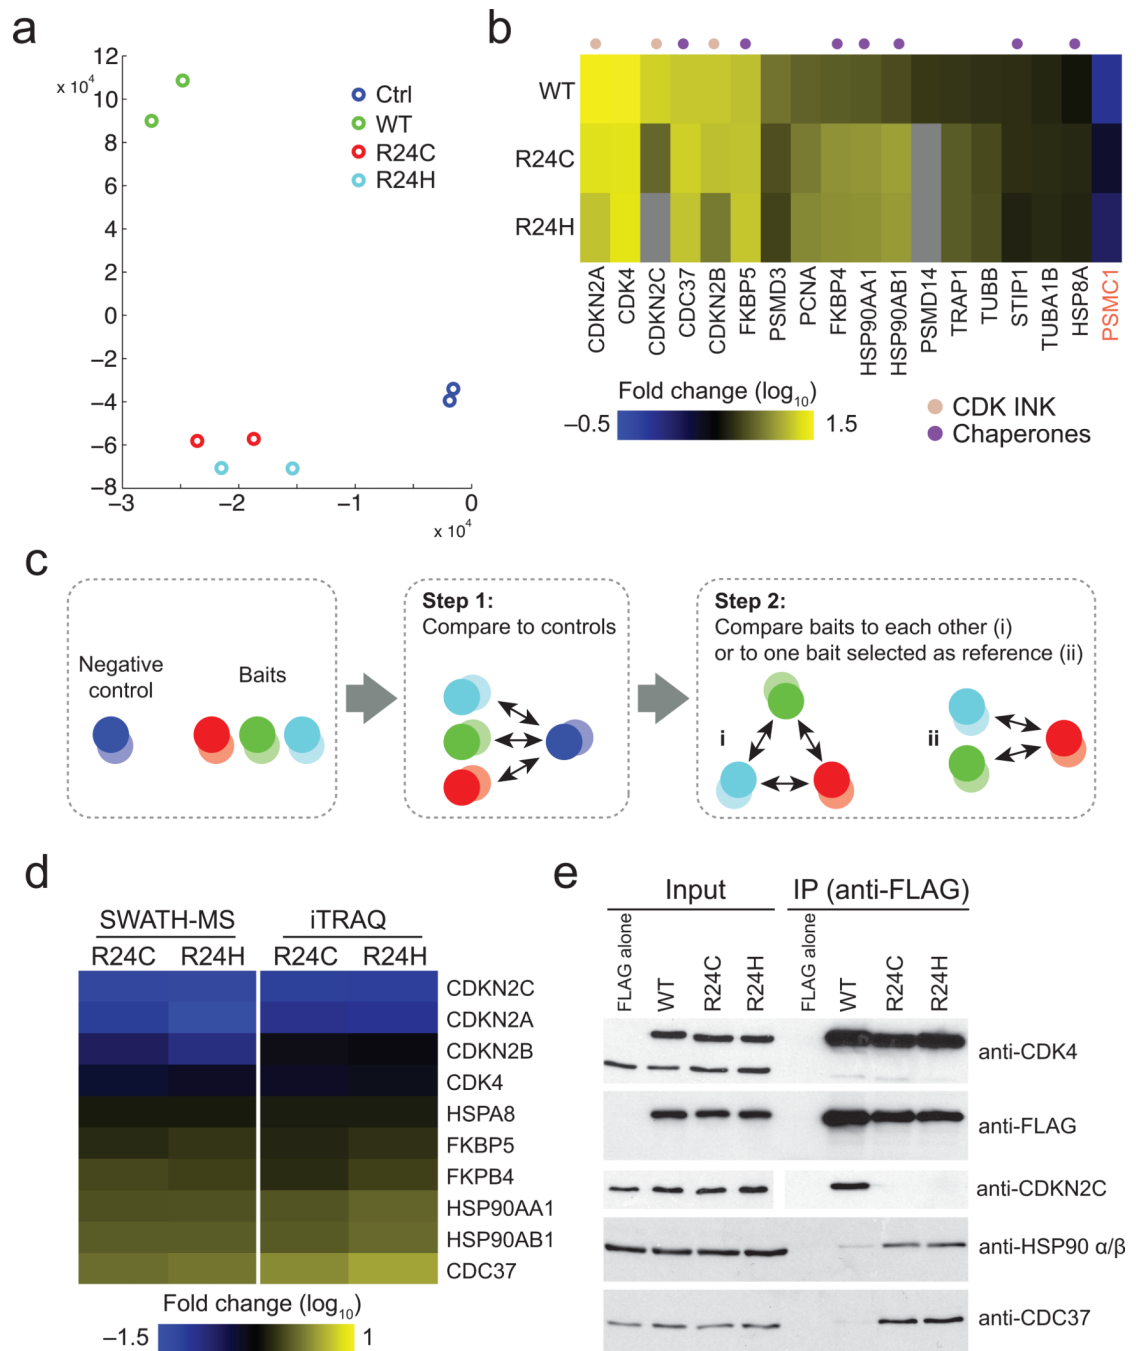 a
12
x 10⁴
10
8
6
4
2
0
−2
−4
−6
−8
−3
−2
−1
0
x 10⁴
Ctrl
WT
R24C
R24H
b
WT
R24C
R24H
CDKN2A
CDK4
CDKN2C
CDC37
CDKN2B
FKBP5
PSMD3
PCNA
FKBP4
HSP90AA1
HSP90AB1
PSMD14
TRAP1
TUBB
STIP1
TUBA1B
HSP8A
PSMC1
Fold change (log₁₀)
−0.5
1.5
CDK INK
Chaperones
c
Negative
control
Baits
Step 1:
Compare to controls
Step 2:
Compare baits to each other (i)
or to one bait selected as reference (ii)
i
ii
d
SWATH-MS
iTRAQ
R24C R24H R24C R24H
CDKN2C
CDKN2A
CDKN2B
CDK4
HSPA8
FKBP5
FKPB4
HSP90AA1
HSP90AB1
CDC37
Fold change (log₁₀)
−1.5
1
e
Input
IP (anti-FLAG)
FLAG alone
WT
R24C
R24H
FLAG alone
WT
R24C
R24H
anti-CDK4
anti-FLAG
anti-CDKN2C
anti-HSP90 α/β
anti-CDC37